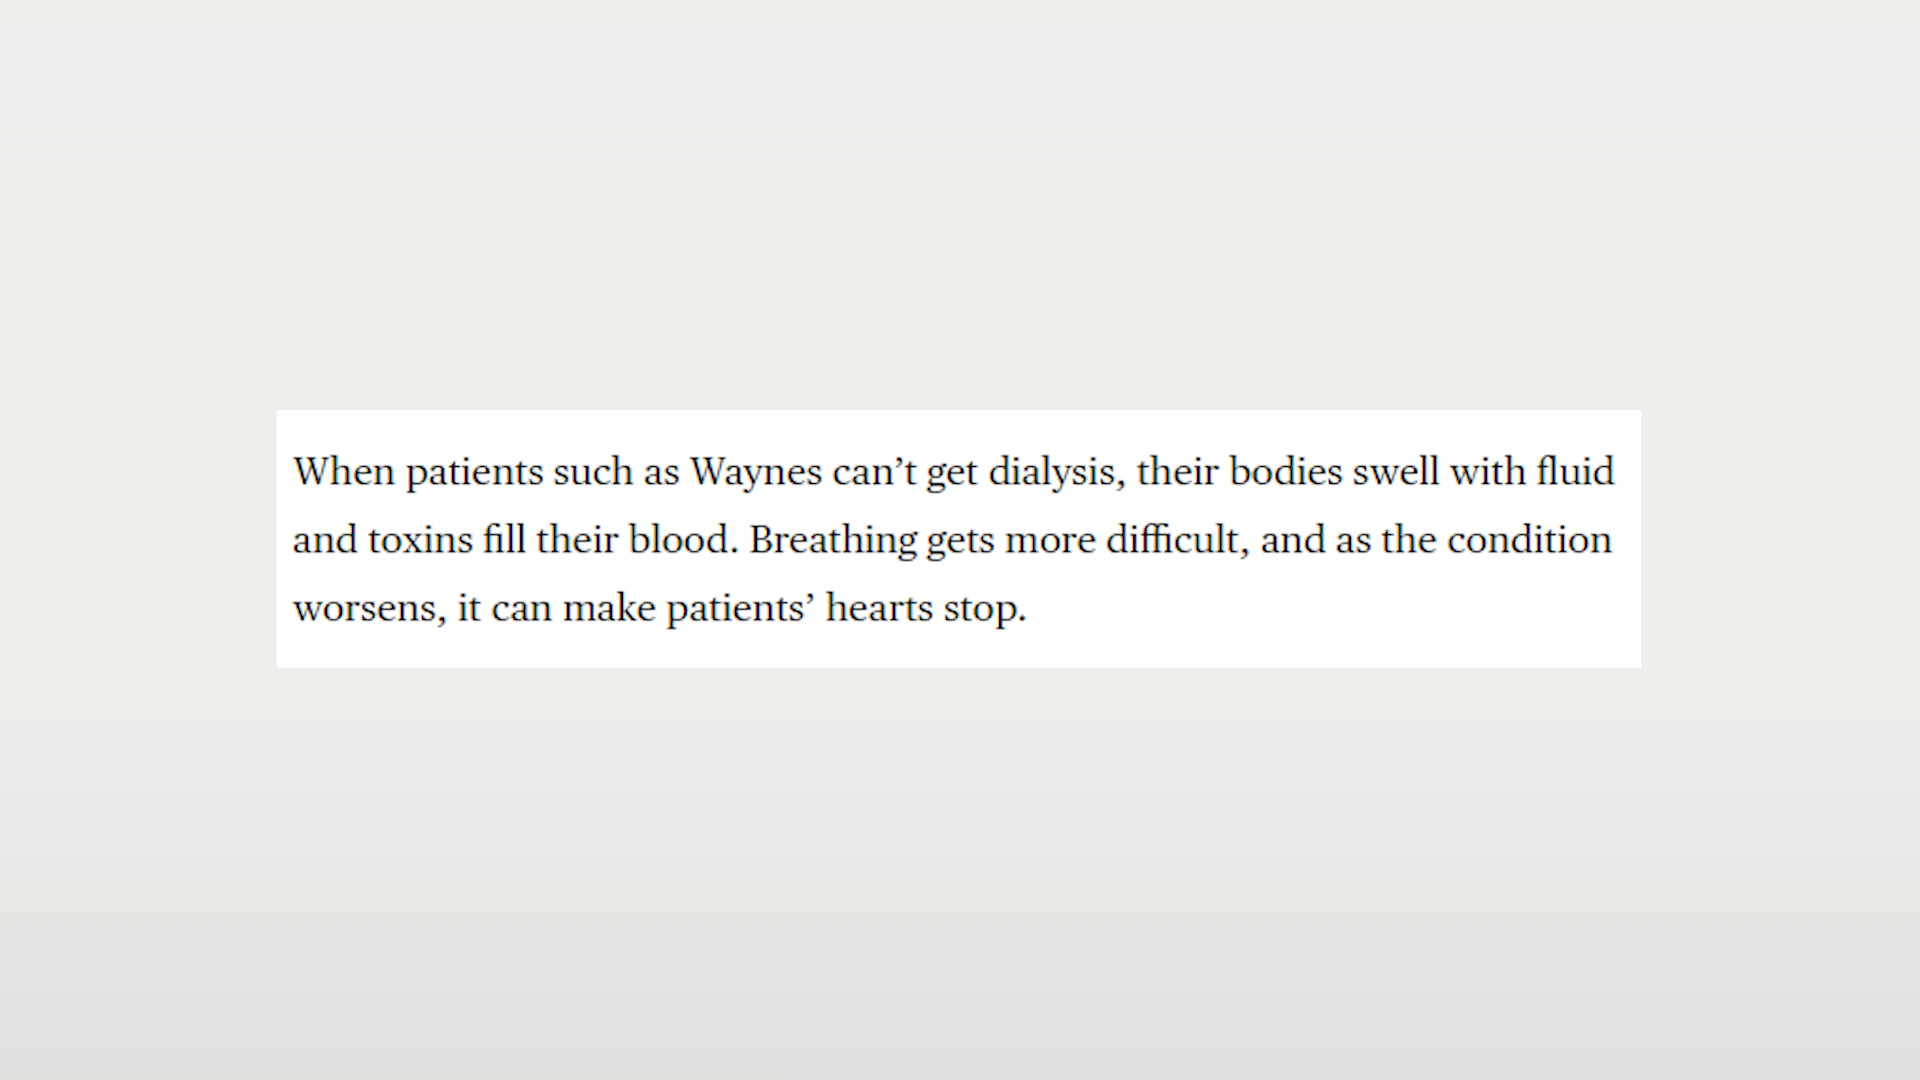 When patients such as Waynes can’t get dialysis, their bodies swell with fluid
and toxins fill their blood. Breathing gets more difficult, and as the condition
worsens, it can make patients’ hearts stop.